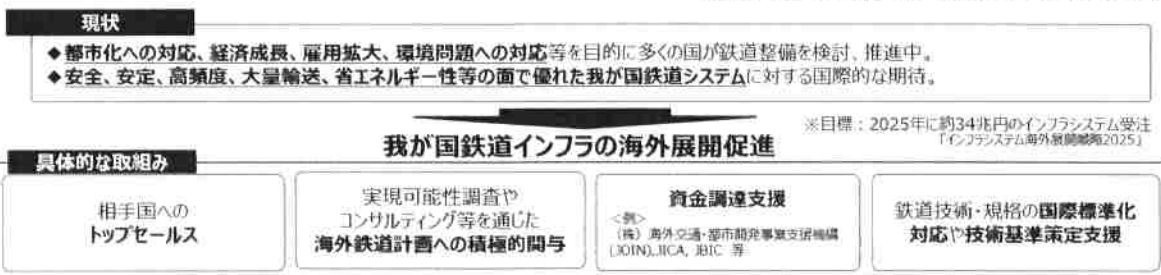 現状
◆都市化への対応、経済成長、雇用拡大、環境問題への対応等を目的に多くの国が鉄道整備を検討、推進中。
◆安全、安定、高頻度、大量輸送、省エネルギー性等の面で優れた我が国鉄道システムに対する国際的な期待。
我が国鉄道インフラの海外展開促進
※目標：2025年に約34兆円のインフラシステム受注
「インフラシステム海外展開戦略2025」
具体的な取組み
相手国への
トップセールス
実現可能性調査や
コンサルティング等を通じた
海外鉄道計画への積極的関与
資金調達支援
<例>
（株）海外交通・都市開発事業支援機構
(JOIN)、JICA, JBIC 等
鉄道技術・規格の国際標準化
対応や技術基準策定支援